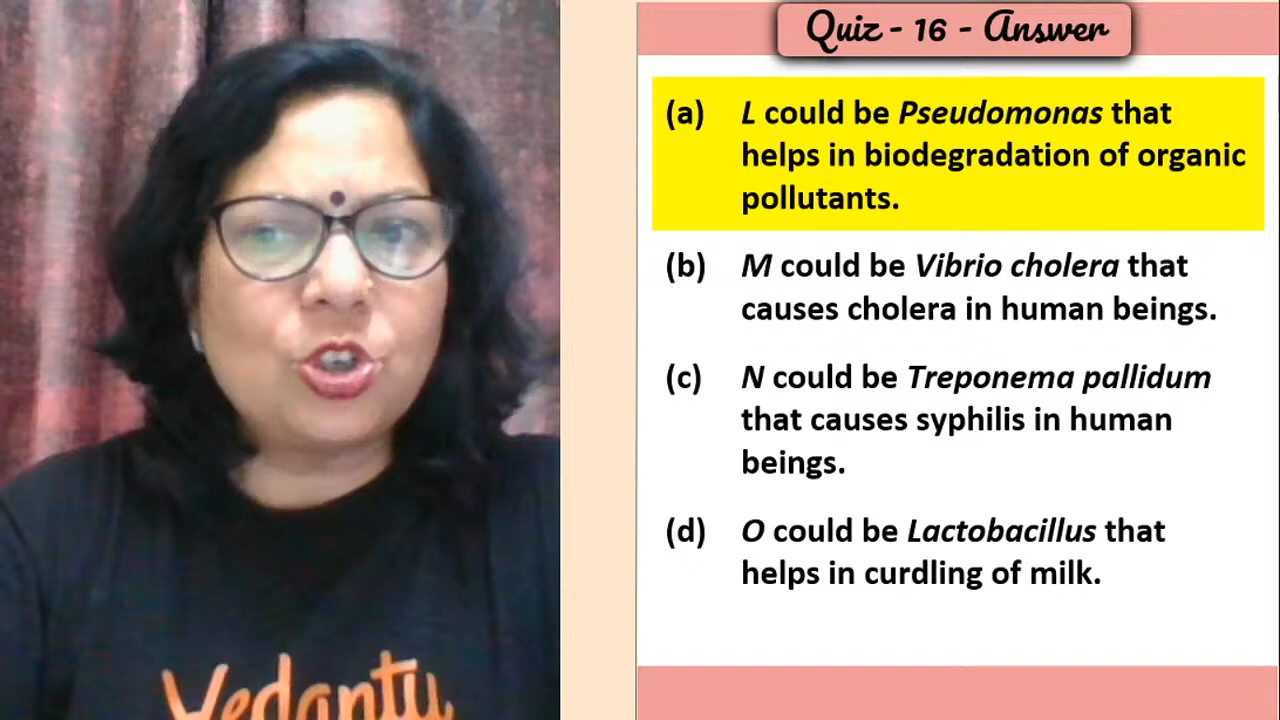 Quiz - 16 - Answer
(a) L could be Pseudomonas that
helps in biodegradation of organic
pollutants.
(b) M could be Vibrio cholera that
causes cholera in human beings.
(c) N could be Treponema pallidum
that causes syphilis in human
beings.
(d) O could be Lactobacillus that
helps in curdling of milk.
Vedantu